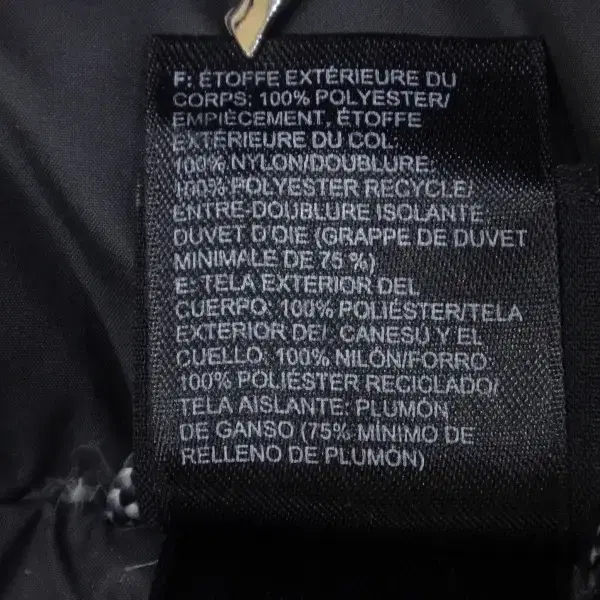 F: ÉTOFFE EXTÉRIEURE DU
CORPS: 100% POLYESTER/
EMPIÈCEMENT, ÉTOFFE
EXTÉRIEURE DU COL:
100% NYLON/DOUBLURE:
100% POLYESTER RECYCLÉ/
ENTRE-DOUBLURE ISOLANTE:
DUVET D'OIE (GRAPPE DE DUVET
MINIMALE DE 75 %)
E: TELA EXTERIOR DEL
CUERPO: 100% POLIÉSTER/TELA
EXTERIOR DEL CANESÚ Y EL
CUELLO: 100% NILÓN/FORRO:
100% POLIÉSTER RECICLADO/
TELA AISLANTE: PLUMÓN
DE GANSO (75% MÍNIMO DE
RELLENO DE PLUMÓN)